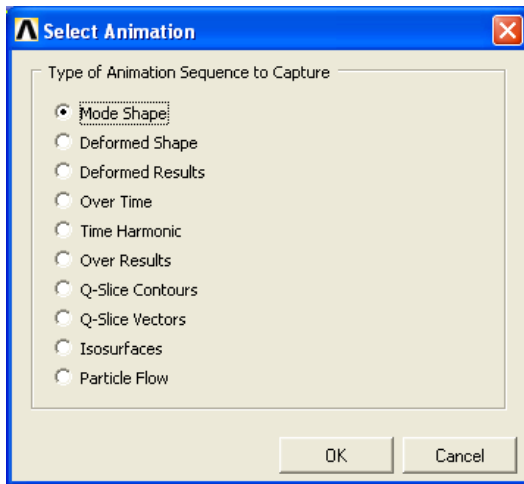 Select Animation
Type of Animation Sequence to Capture
Mode Shape
Deformed Shape
Deformed Results
Over Time
Time Harmonic
Over Results
Q-Slice Contours
Q-Slice Vectors
Isosurfaces
Particle Flow
OK Cancel